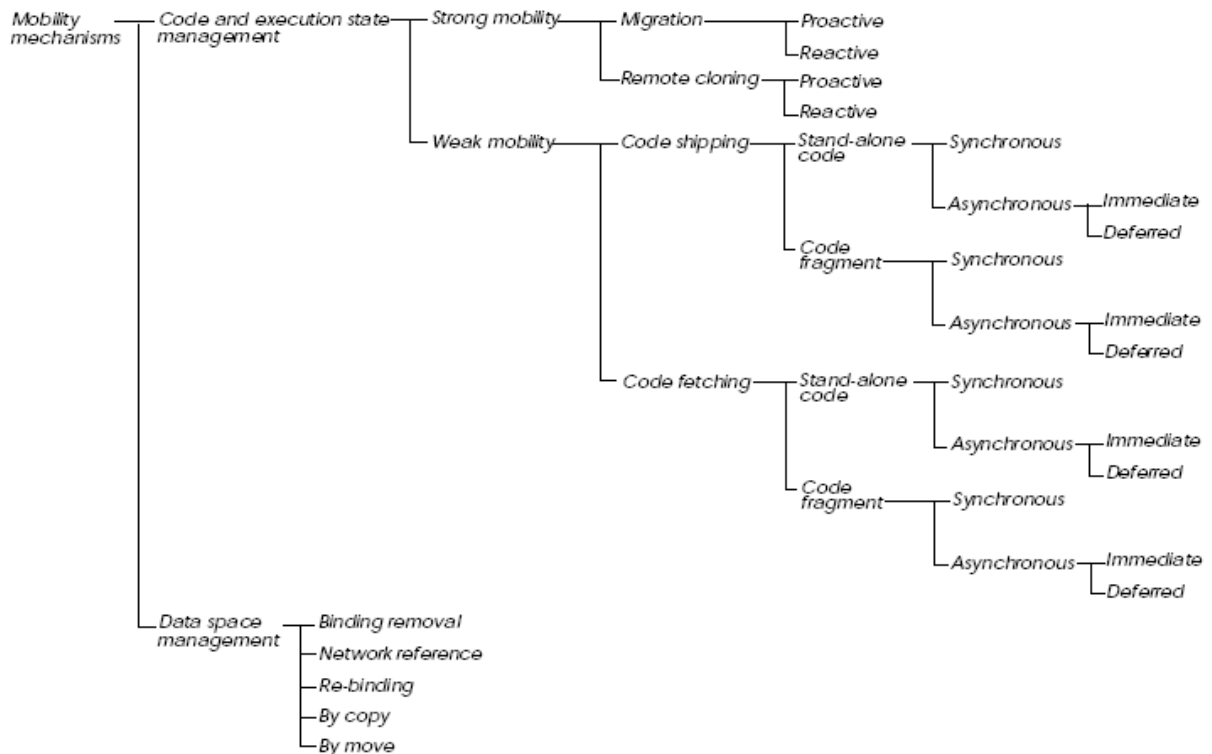 Mobility mechanisms
Code and execution state management
Strong mobility
Migration
Proactive
Reactive
Remote cloning
Proactive
Reactive
Weak mobility
Code shipping
Stand-alone code
Synchronous
Asynchronous
Immediate
Deferred
Code fragment
Synchronous
Asynchronous
Immediate
Deferred
Code fetching
Stand-alone code
Synchronous
Asynchronous
Immediate
Deferred
Code fragment
Synchronous
Asynchronous
Immediate
Deferred
Data space management
Binding removal
Network reference
Re-binding
By copy
By move